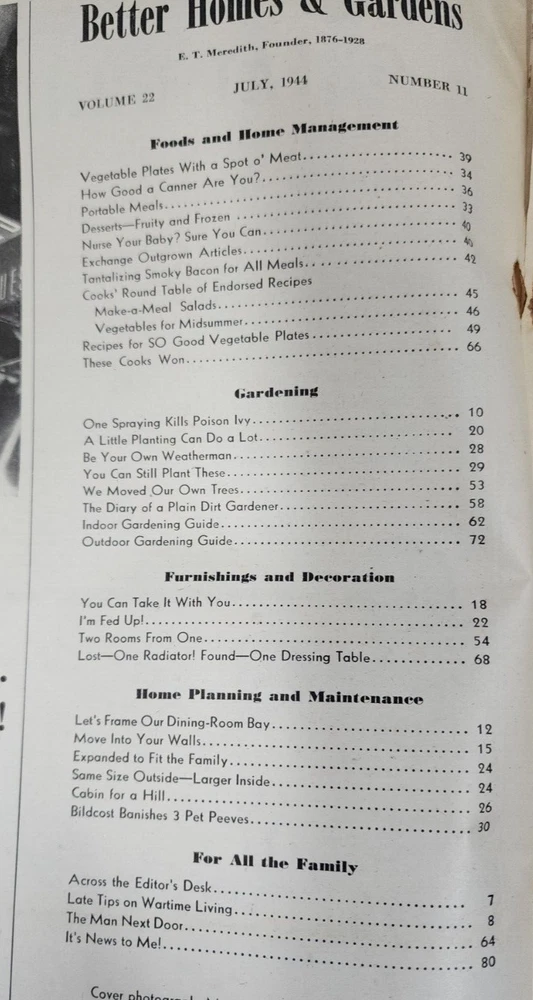 Better Homes & Gardens
E. T. Meredith, Founder, 1876-1928
VOLUME 22 JULY, 1944 NUMBER 11
Foods and Home Management
Vegetable Plates With a Spot o' Meat 39
How Good a Canner Are You? 34
Portable Meals 36
Desserts—Fruity and Frozen 33
Nurse Your Baby? Sure You Can 40
Exchange Outgrown Articles 40
Tantalizing Smoky Bacon for All Meals 42
Cooks' Round Table of Endorsed Recipes
Make-a-Meal Salads 45
Vegetables for Midsummer 46
Recipes for SO Good Vegetable Plates 49
These Cooks Won 66
Gardening
One Spraying Kills Poison Ivy 10
A Little Planting Can Do a Lot 20
Be Your Own Weatherman 28
You Can Still Plant These 29
We Moved Our Own Trees 53
The Diary of a Plain Dirt Gardener 58
Indoor Gardening Guide 62
Outdoor Gardening Guide 72
Furnishings and Decoration
You Can Take It With You 18
I'm Fed Up! 22
Two Rooms From One 54
Lost—One Radiator! Found—One Dressing Table 68
Home Planning and Maintenance
Let's Frame Our Dining-Room Bay 12
Move Into Your Walls 15
Expanded to Fit the Family 24
Same Size Outside—Larger Inside 24
Cabin for a Hill 26
Bildcost Banishes 3 Pet Peeves 30
For All the Family
Across the Editor's Desk 7
Late Tips on Wartime Living 8
The Man Next Door 64
It's News to Me! 80
Cover